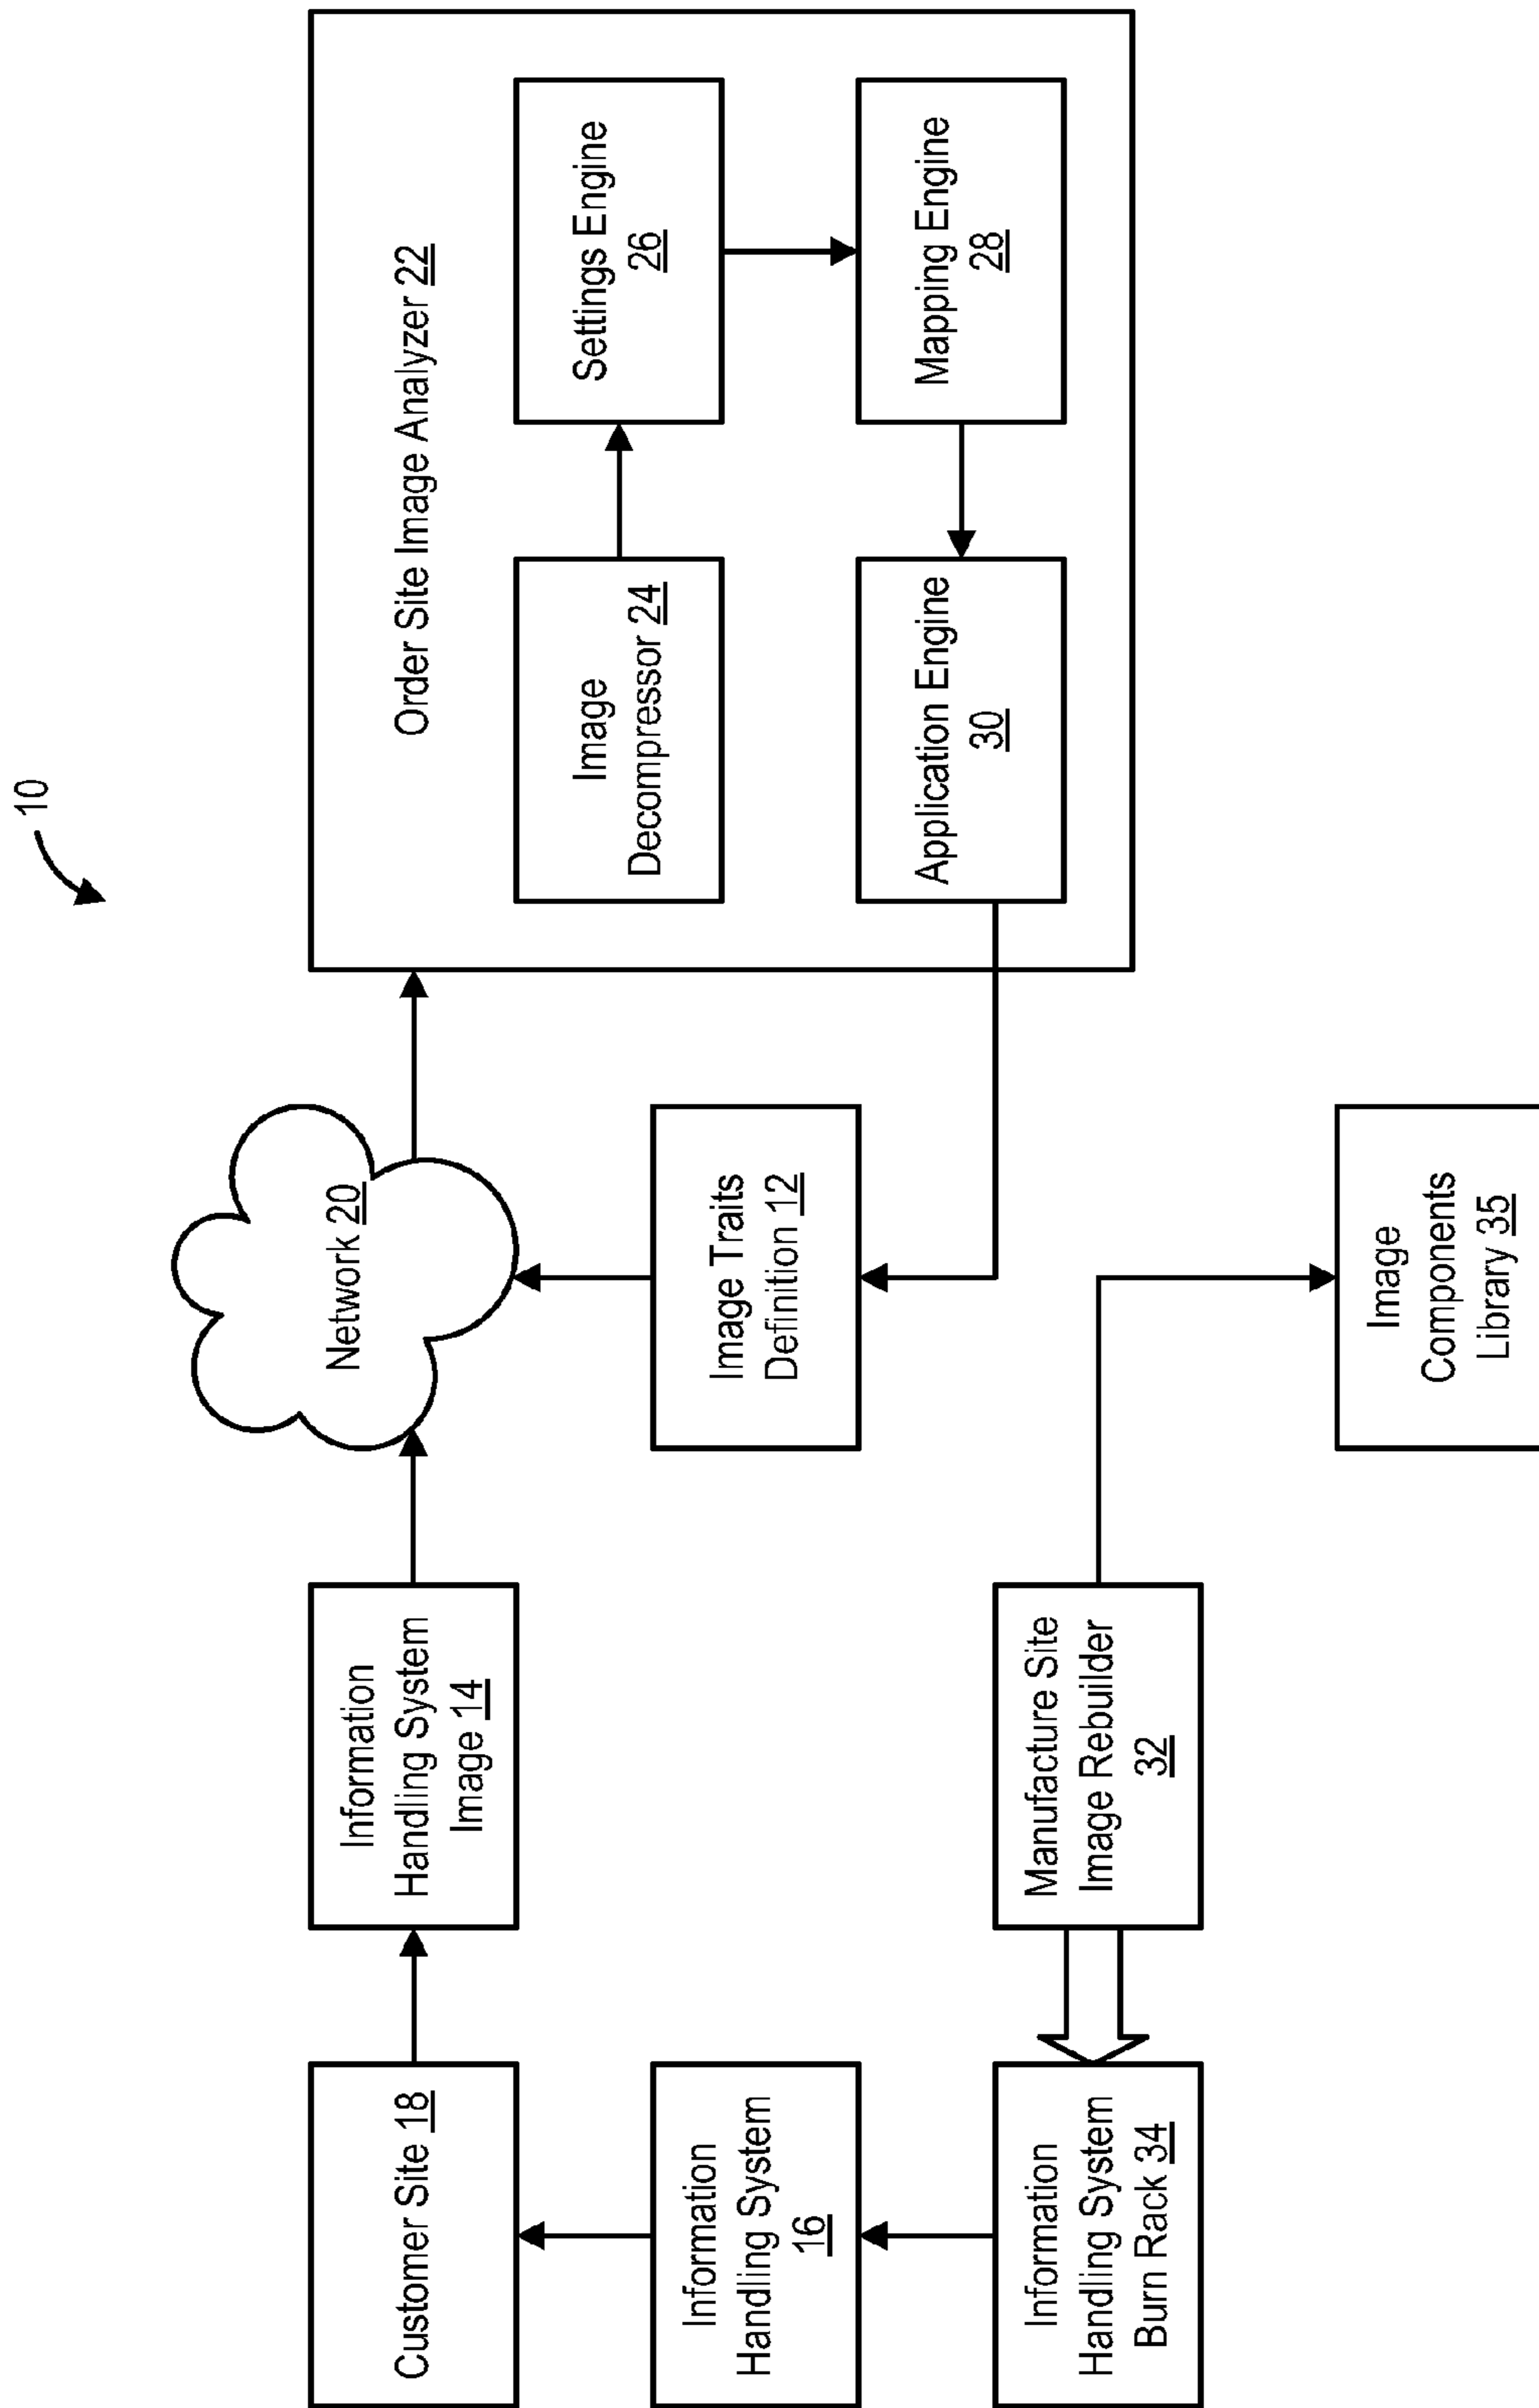 10
Customer Site 18
Information
Handling System
Image 14
Network 20
Order Site Image Analyzer 22
Image
Decompressor 24
Settings Engine
26
Information
Handling System
16
Image Traits
Definition 12
Application Engine
30
Mapping Engine
28
Information
Handling System
Burn Rack 34
Manufacture Site
Image Rebuilder
32
Image
Components
Library 35